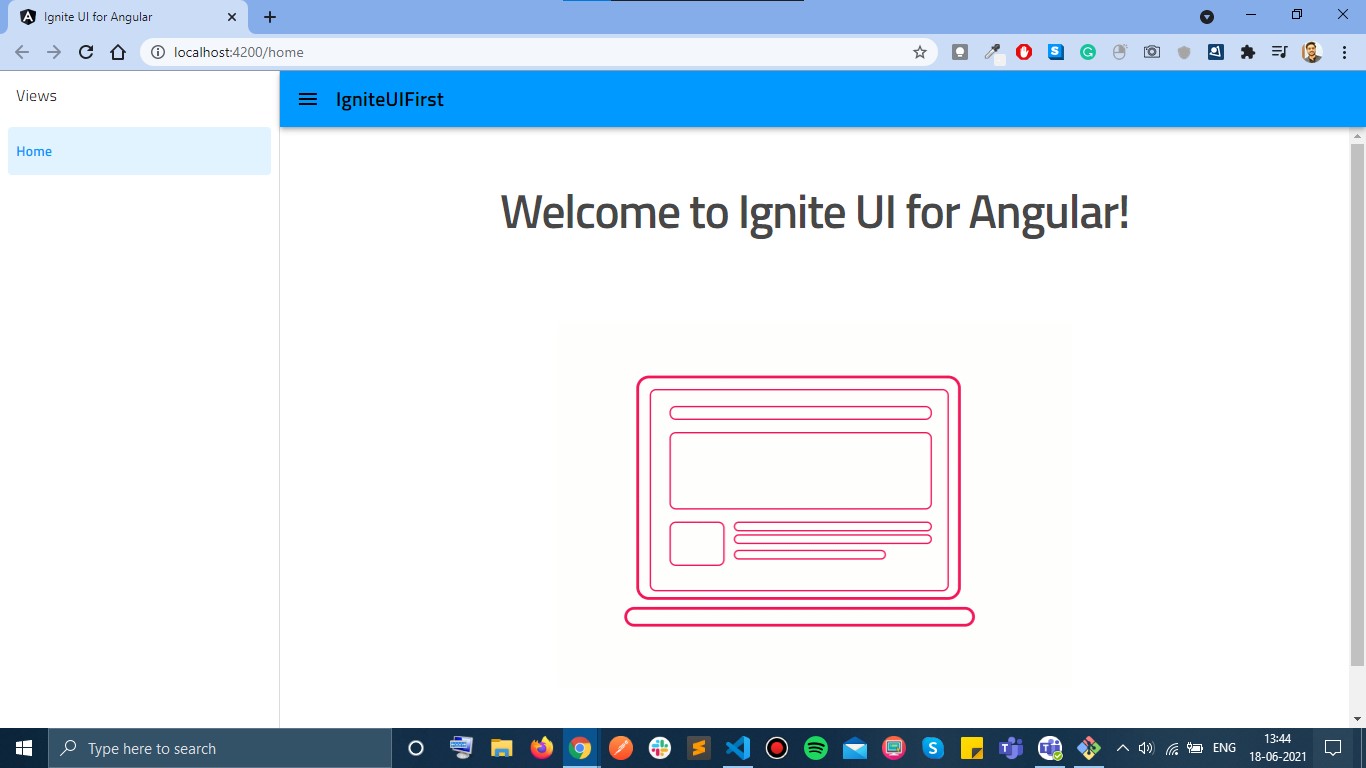 Ignite UI for Angular
localhost:4200/home
Views
IgniteUIFirst
Home
Welcome to Ignite UI for Angular!
Type here to search
ENG
13:44
18-06-2021